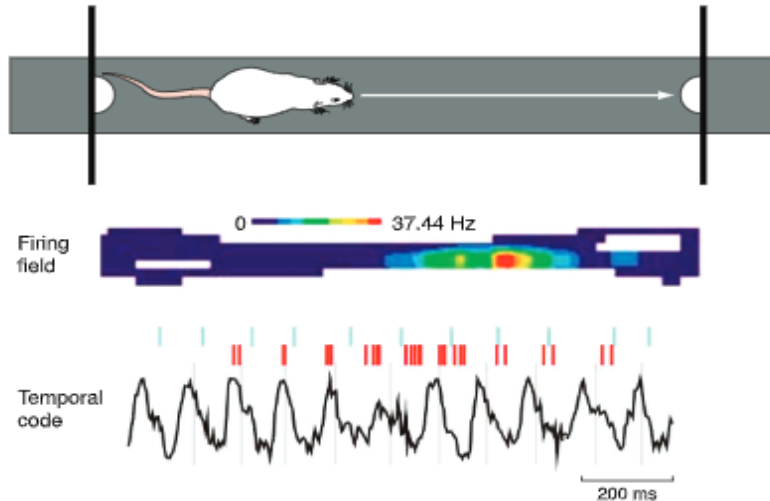 0 37.44 Hz
Firing
field
Temporal
code
200 ms